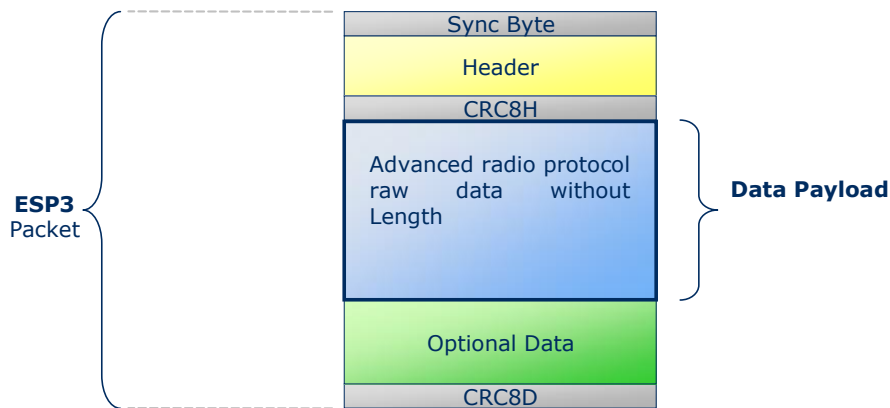 Sync Byte
Header
CRC8H
Advanced radio protocol
raw data without
Length
ESP3
Packet
Data Payload
Optional Data
CRC8D